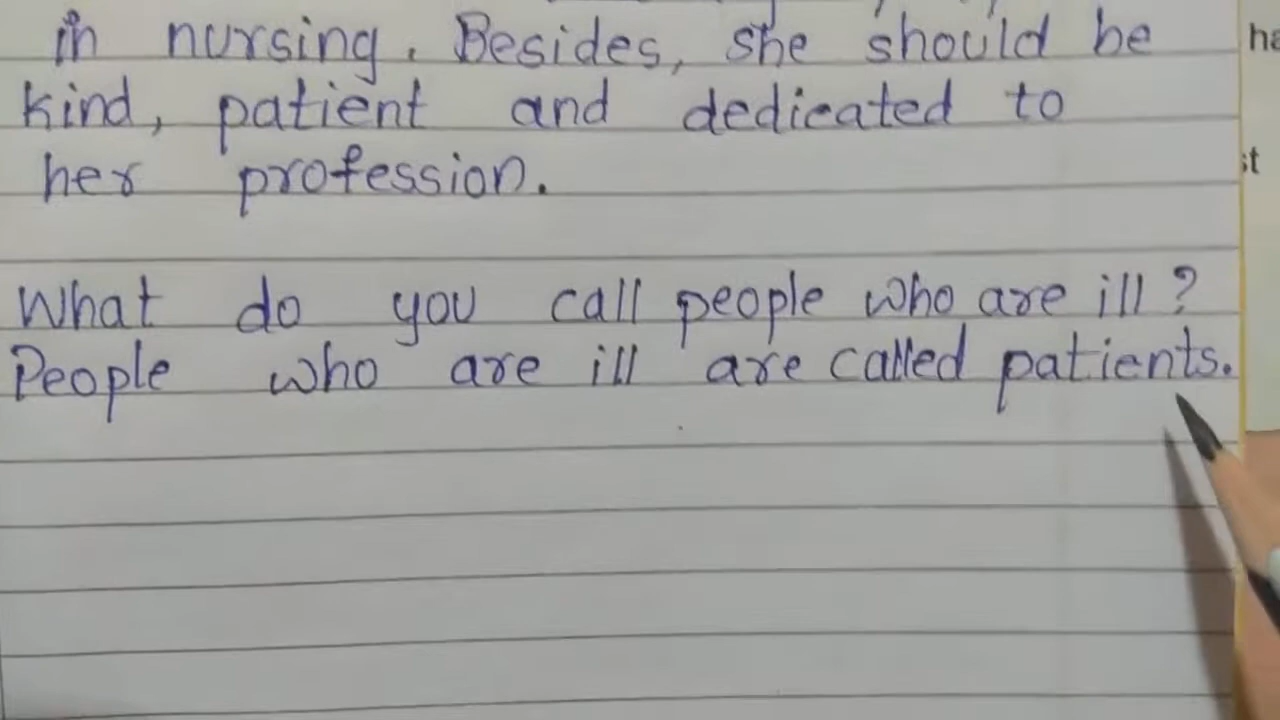 in nursing. Besides, she should be
kind, patient and dedicated to
her profession.
What do you call people who are ill?
People who are ill are called patients.